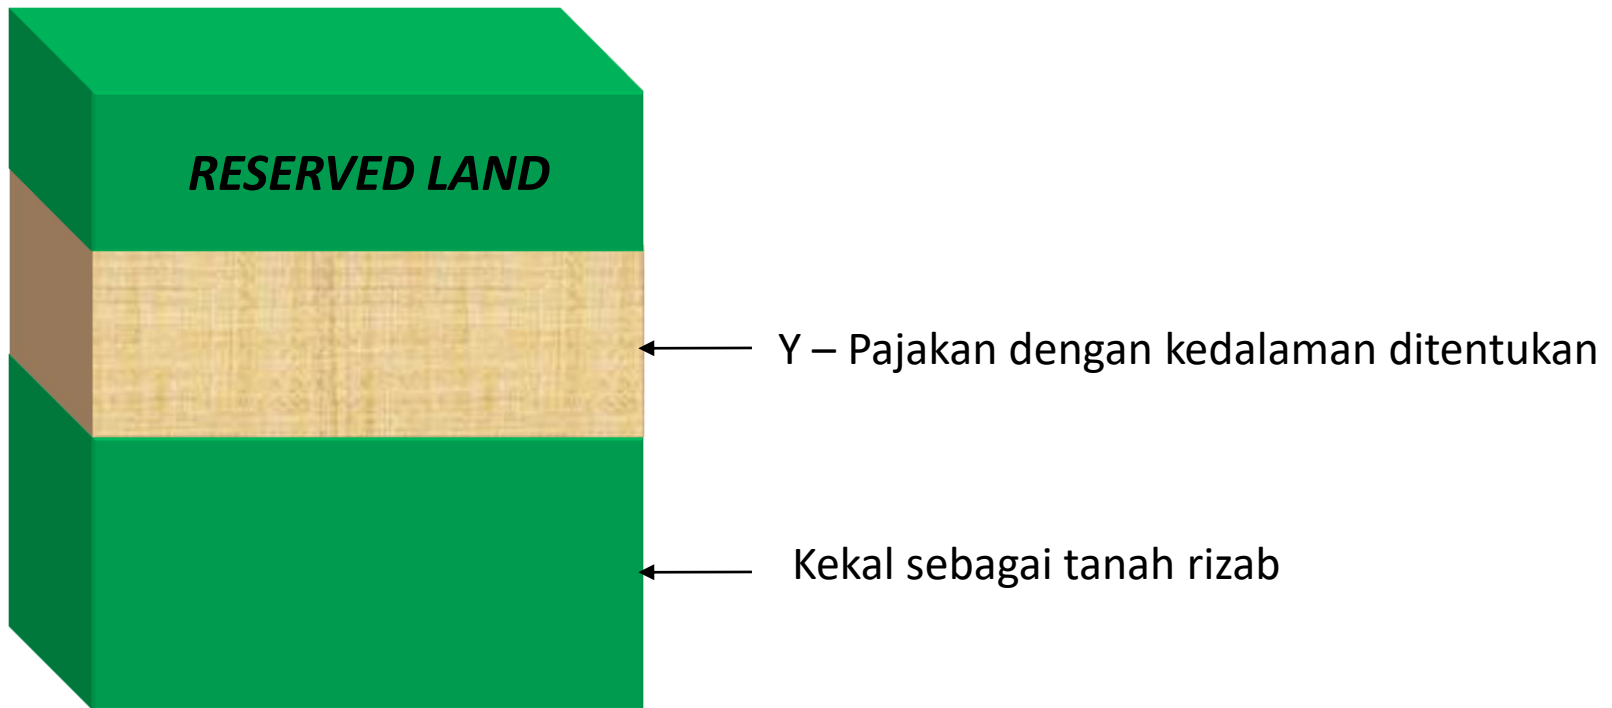 RESERVED LAND
Y – Pajakan dengan kedalaman ditentukan
Kekal sebagai tanah rizab